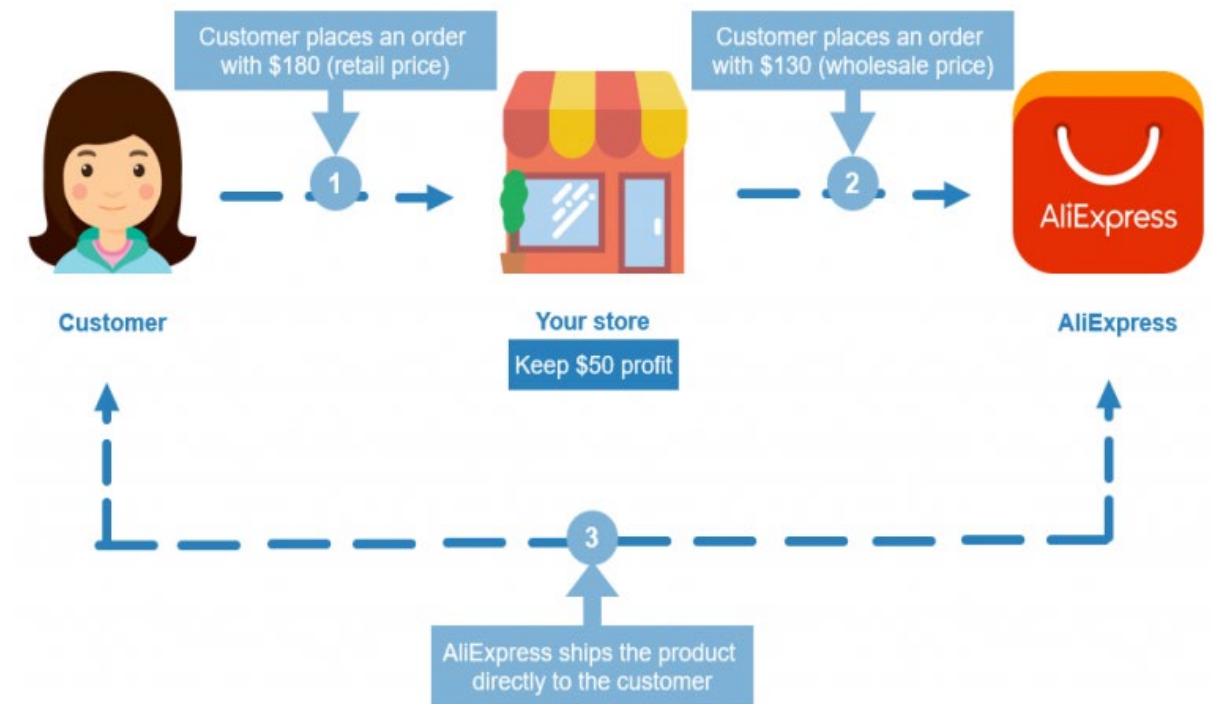 Customer places an order
with $180 (retail price)
Customer places an order
with $130 (wholesale price)
1
2
AliExpress
Customer
Your store
AliExpress
Keep $50 profit
3
AliExpress ships the product
directly to the customer